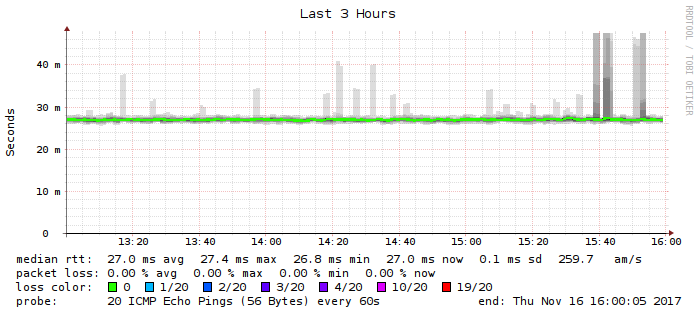 Last 3 Hours
RRDTOOL / TOBI OETIKER
Seconds
40 m
30 m
20 m
10 m
0
13:20 13:40 14:00 14:20 14:40 15:00 15:20 15:40 16:00
median rtt: 27.0 ms avg 27.4 ms max 26.8 ms min 27.0 ms now 0.1 ms sd 259.7 am/s
packet loss: 0.00 % avg 0.00 % max 0.00 % min 0.00 % now
loss color: 0 1/20 2/20 3/20 4/20 10/20 19/20
probe: 20 ICMP Echo Pings (56 Bytes) every 60s end: Thu Nov 16 16:00:05 2017